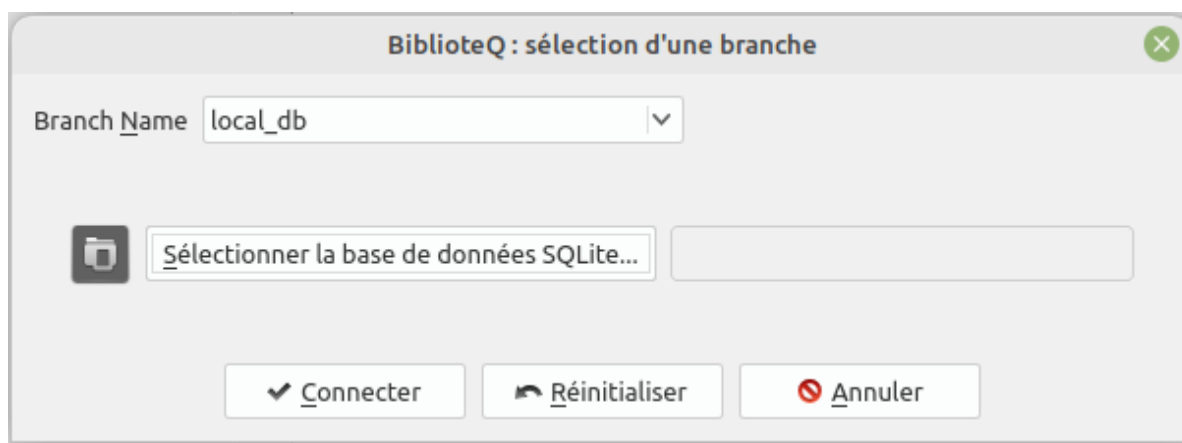 BiblioteQ : sélection d'une branche
Branch Name local_db
Sélectionner la base de données SQLite...
Connecter Réinitialiser Annuler